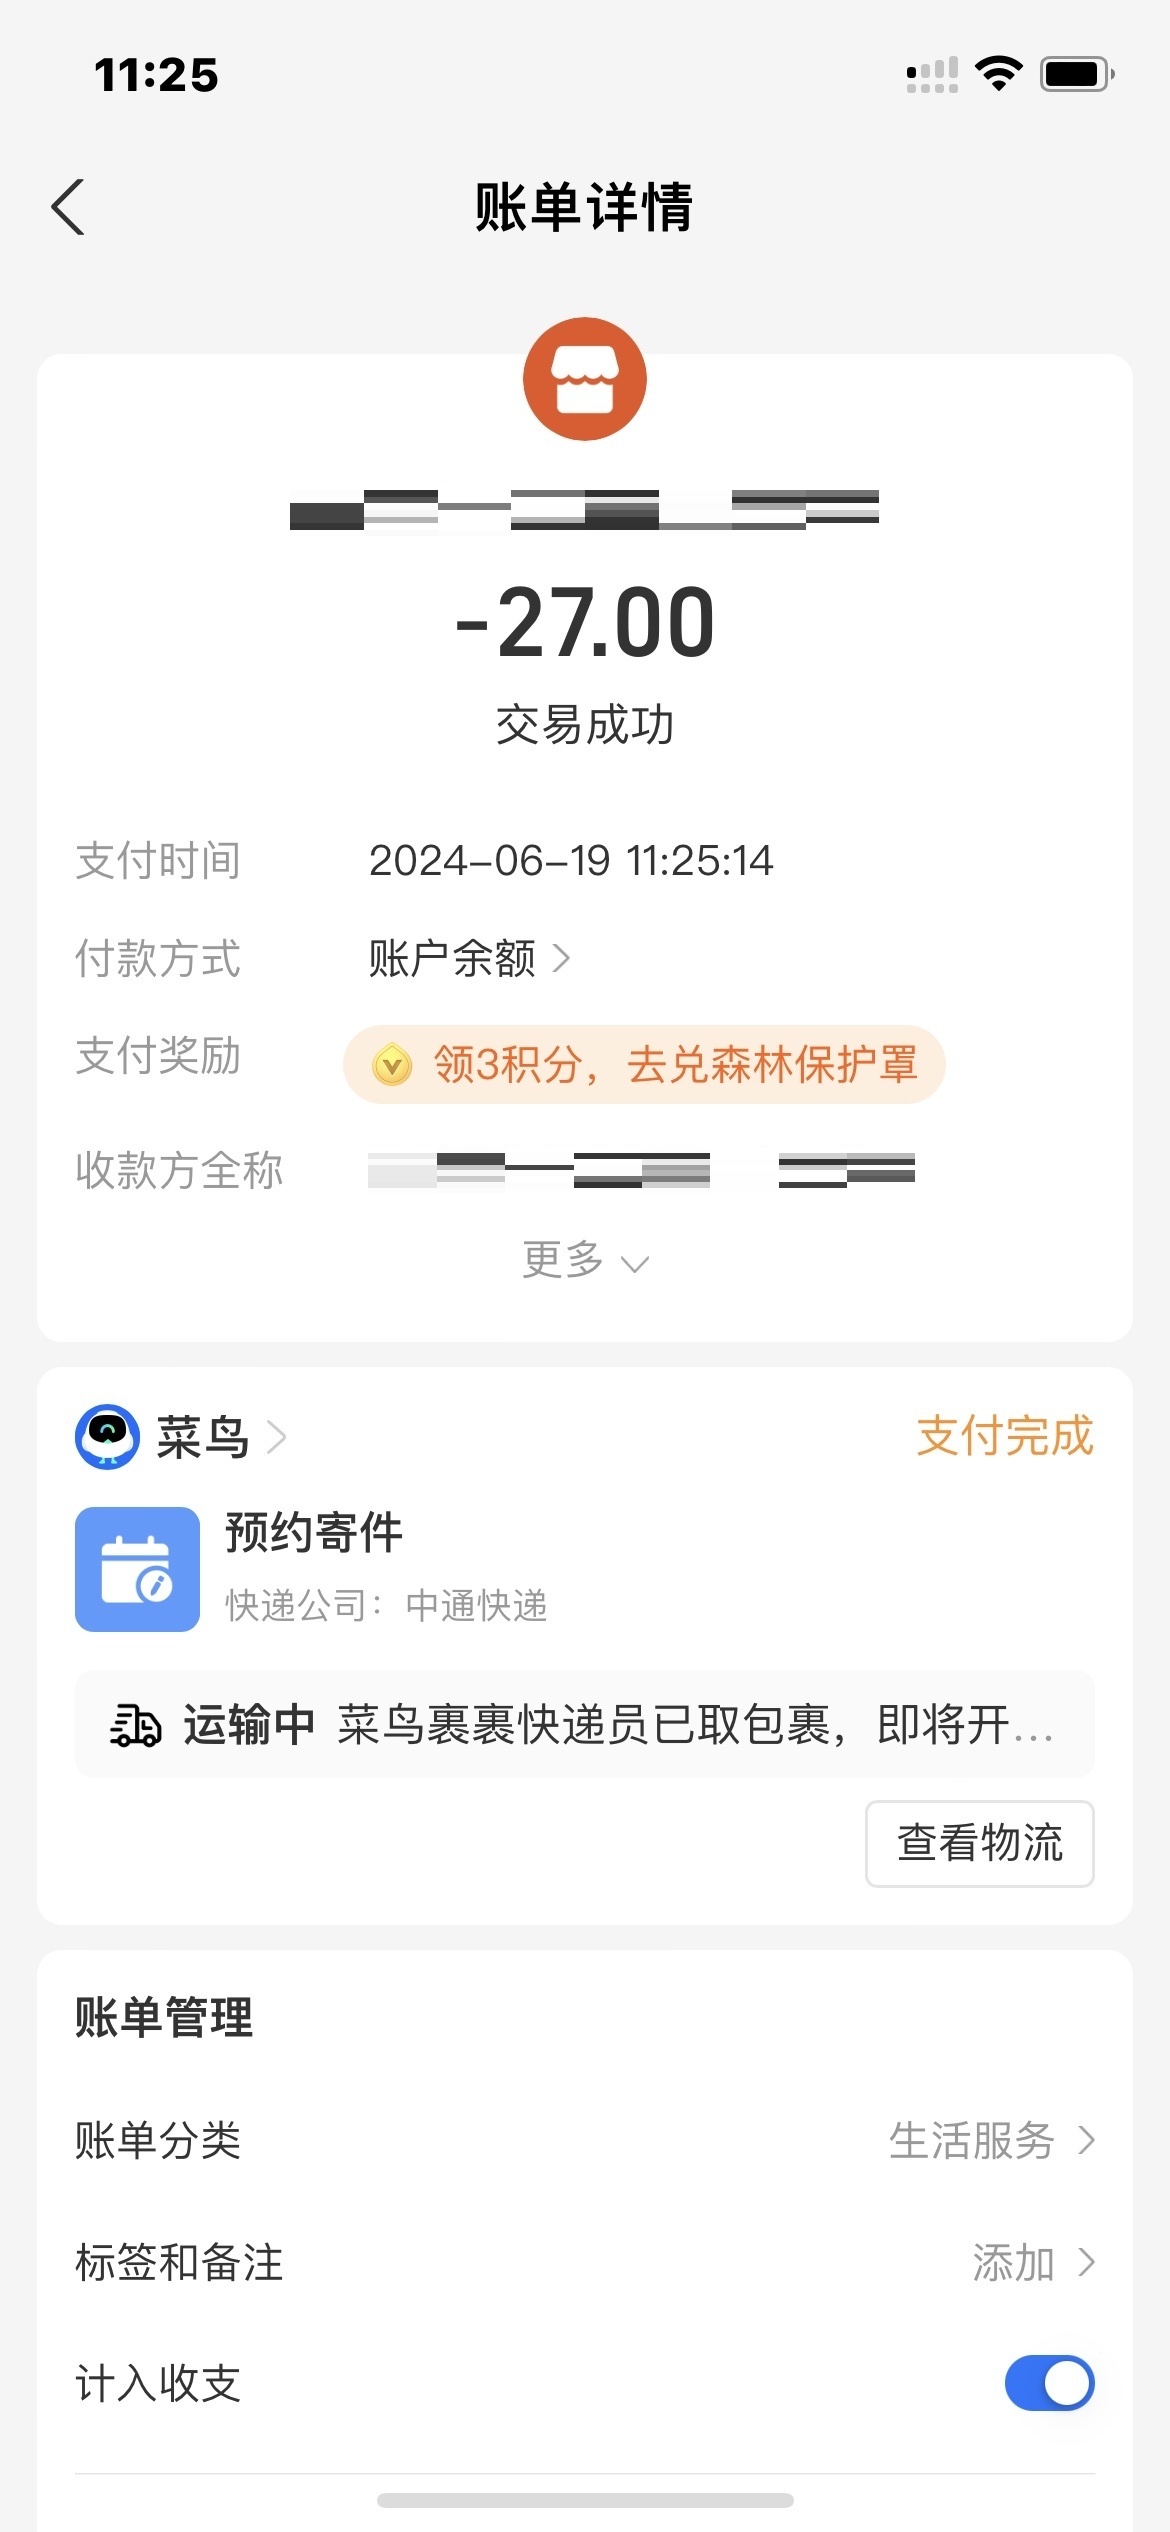 11:25
账单详情
-27.00
交易成功
支付时间 2024-06-19 11:25:14
付款方式 账户余额
支付奖励 领3积分，去兑森林保护罩
收款方全称
更多
菜鸟 支付完成
预约寄件
快递公司：中通快递
运输中 菜鸟裹裹快递员已取包裹，即将开...
查看物流
账单管理
账单分类 生活服务
标签和备注 添加
计入收支